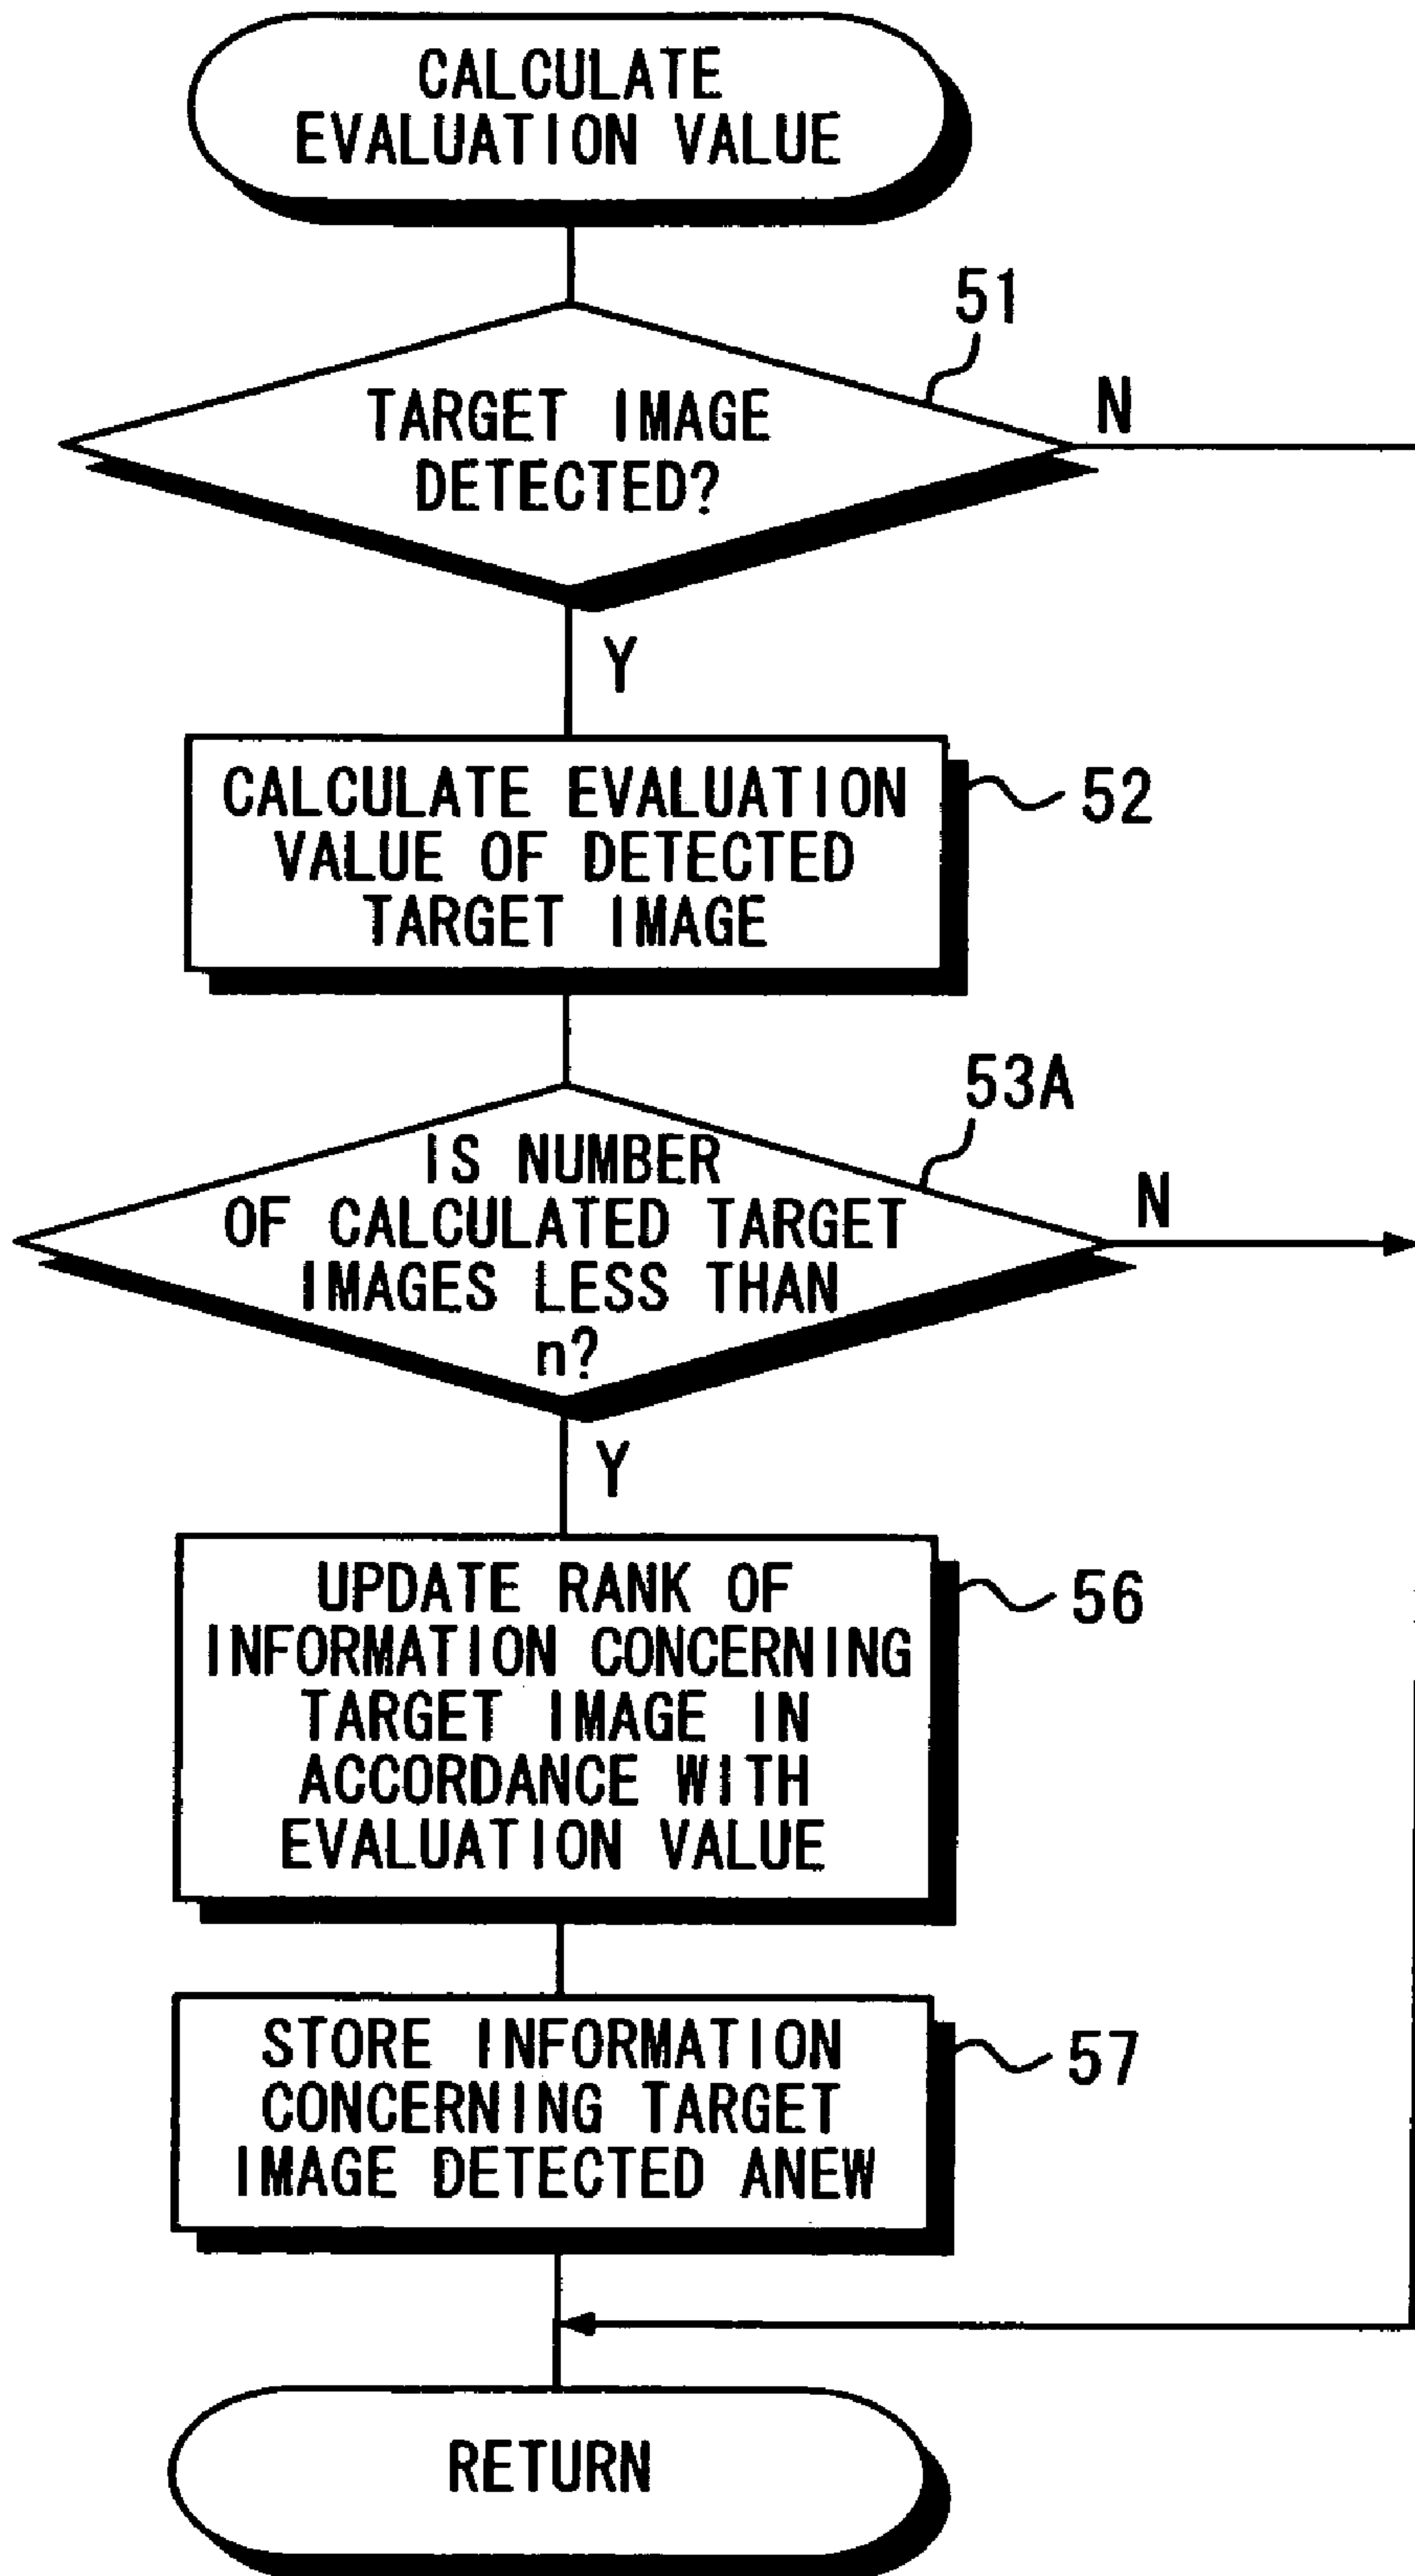 CALCULATE
EVALUATION VALUE
51
TARGET IMAGE
DETECTED?
N
Y
CALCULATE EVALUATION
VALUE OF DETECTED
TARGET IMAGE
52
53A
IS NUMBER
OF CALCULATED TARGET
IMAGES LESS THAN
n?
N
Y
UPDATE RANK OF
INFORMATION CONCERNING
TARGET IMAGE IN
ACCORDANCE WITH
EVALUATION VALUE
56
STORE INFORMATION
CONCERNING TARGET
IMAGE DETECTED ANEW
57
RETURN